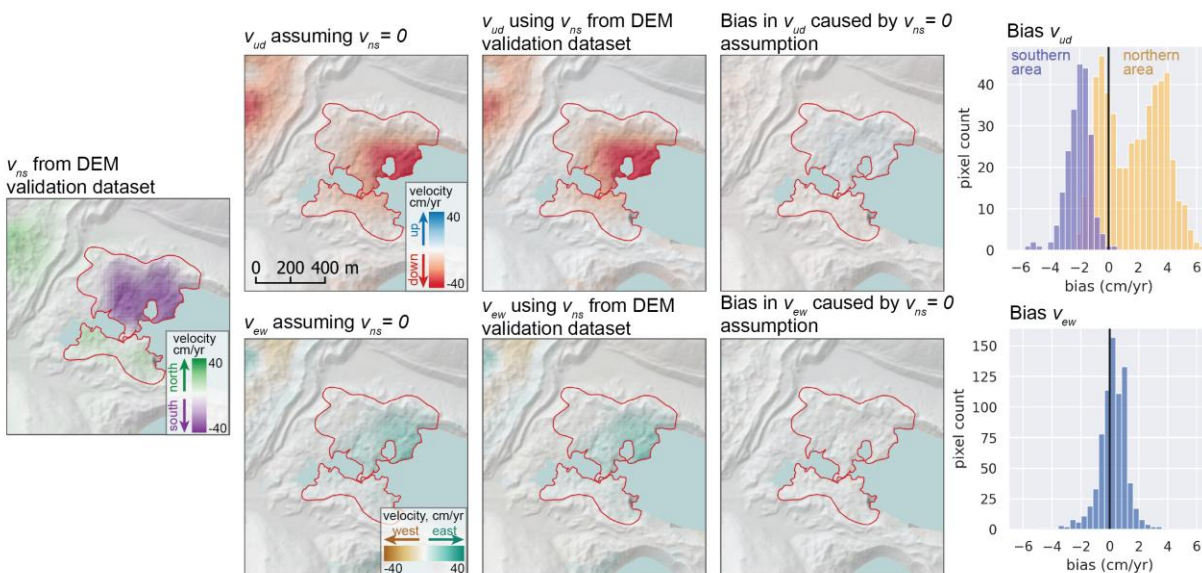 v_ns from DEM
validation dataset
velocity
cm/yr
40
north
south
-40
v_ud assuming v_ns= 0
velocity
cm/yr
40
up
down
-40
0 200 400 m
v_ud using v_ns from DEM
validation dataset
Bias in v_ud caused by v_ns= 0
assumption
Bias v_ud
southern
area
northern
area
pixel count
40
30
20
10
0
−6 −4 −2 0 2 4 6
bias (cm/yr)
v_ew assuming v_ns= 0
velocity, cm/yr
west east
-40 40
v_ew using v_ns from DEM
validation dataset
Bias in v_ew caused by v_ns= 0
assumption
Bias v_ew
pixel count
150
125
100
75
50
25
0
−6 −4 −2 0 2 4 6
bias (cm/yr)